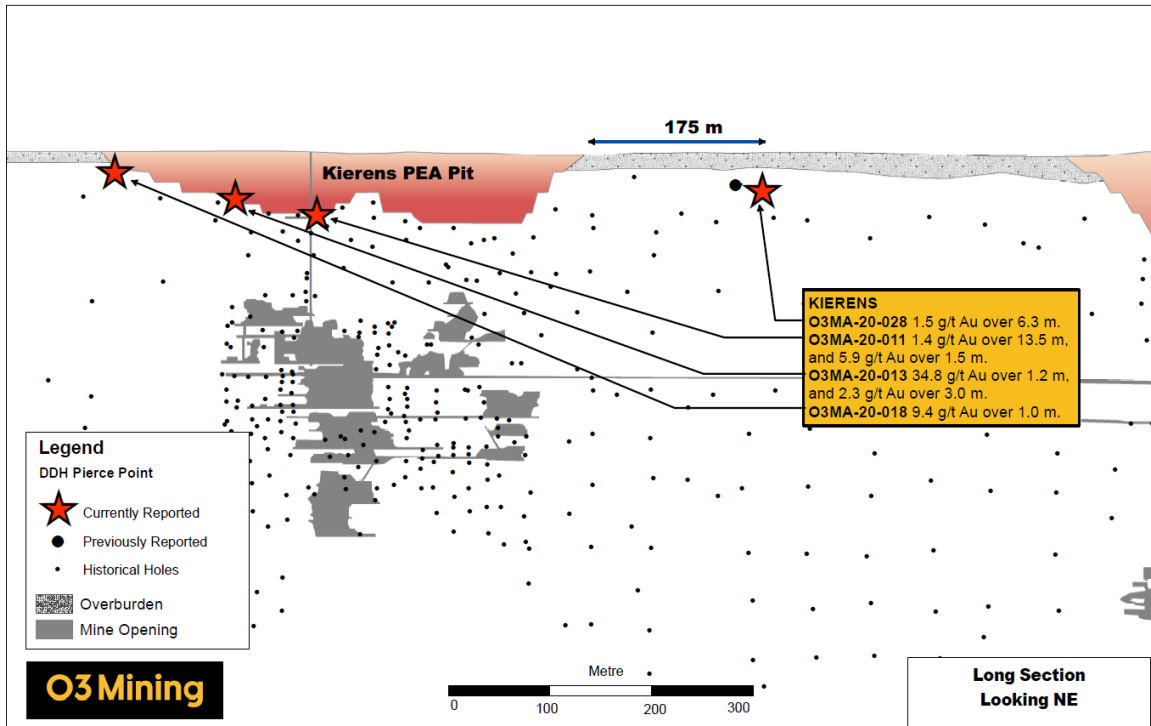 175 m
Kierens PEA Pit
KIERENS
O3MA-20-028 1.5 g/t Au over 6.3 m.
O3MA-20-011 1.4 g/t Au over 13.5 m,
and 5.9 g/t Au over 1.5 m.
O3MA-20-013 34.8 g/t Au over 1.2 m,
and 2.3 g/t Au over 3.0 m.
O3MA-20-018 9.4 g/t Au over 1.0 m.
Legend
DDH Pierce Point
Currently Reported
Previously Reported
Historical Holes
Overburden
Mine Opening
O3 Mining
Metre
0 100 200 300
Long Section
Looking NE